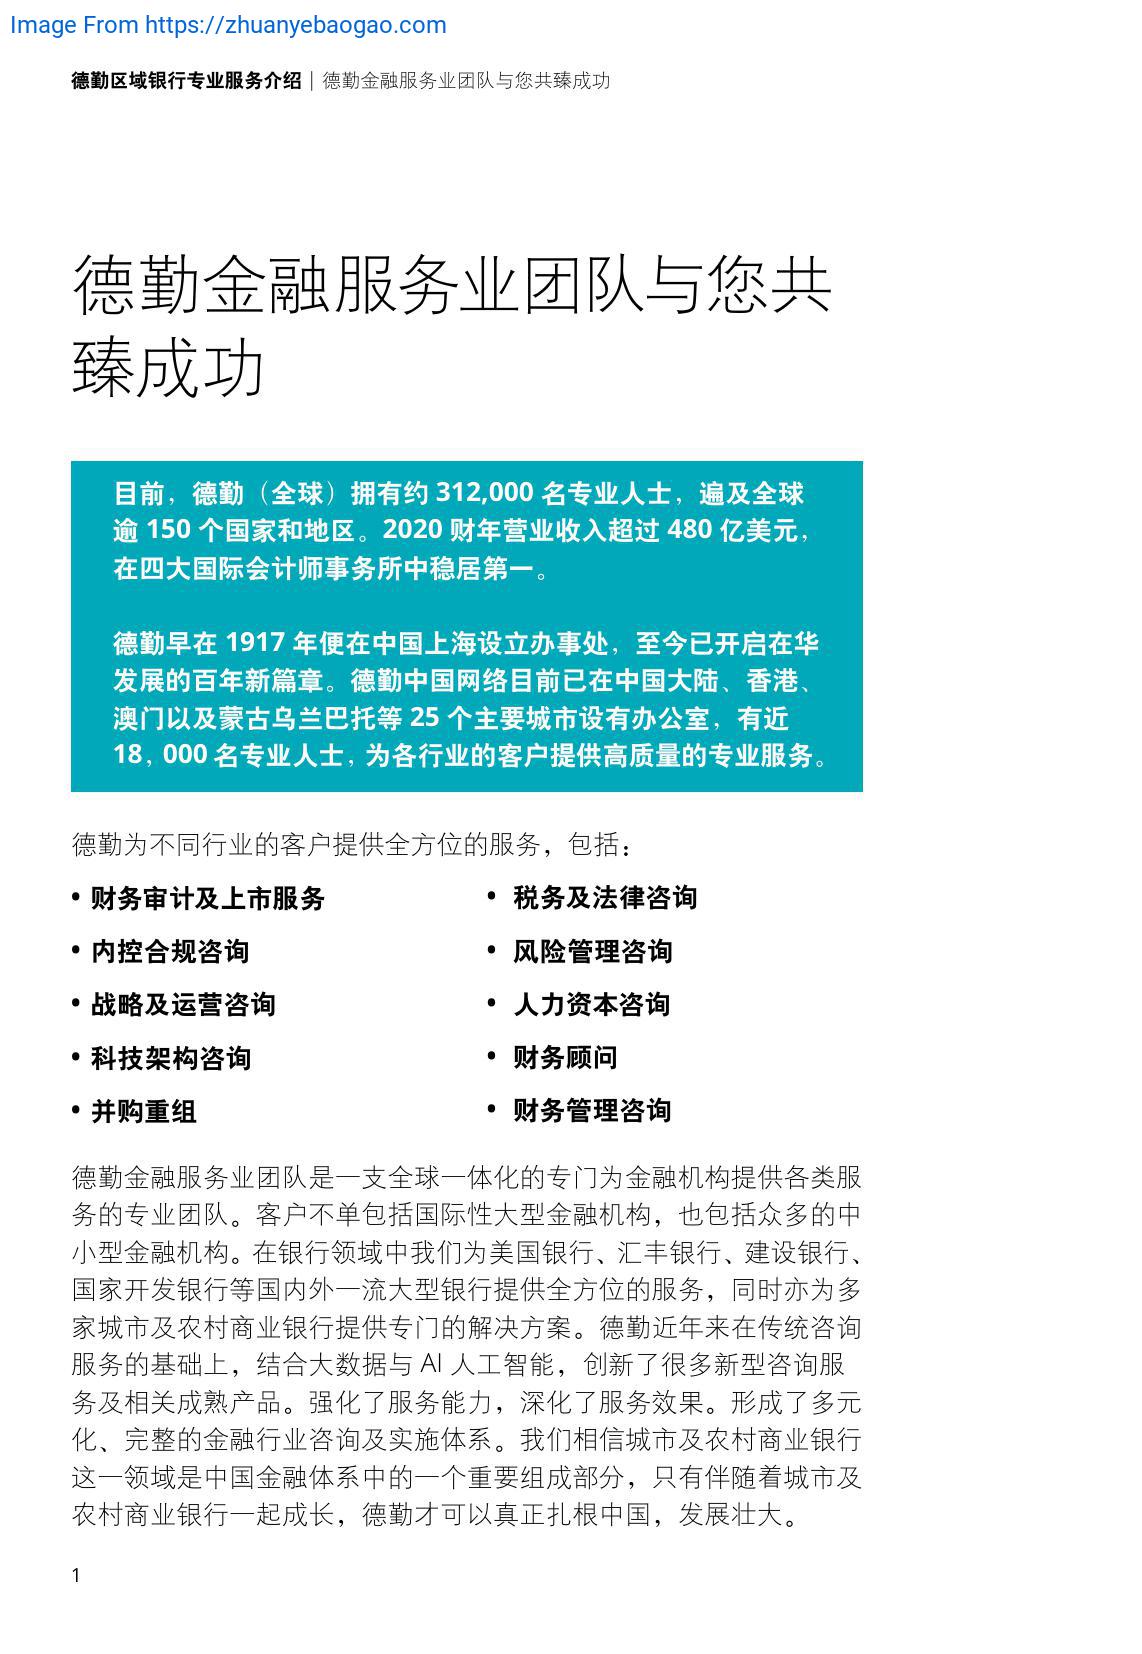 Image From https://zhuanyebaogao.com
德勤区域银行专业服务介绍 | 德勤金融服务业团队与您共臻成功
德勤金融服务业团队与您共
臻成功
目前，德勤（全球）拥有约 312,000 名专业人士，遍及全球
逾 150 个国家和地区。2020 财年营业收入超过 480 亿美元，
在四大国际会计师事务所中稳居第一。
德勤早在 1917 年便在中国上海设立办事处，至今已开启在华
发展的百年新篇章。德勤中国网络目前已在中国大陆、香港、
澳门以及蒙古乌兰巴托等 25 个主要城市设有办公室，有近
18，000 名专业人士，为各行业的客户提供高质量的专业服务。
德勤为不同行业的客户提供全方位的服务，包括：
• 财务审计及上市服务
• 内控合规咨询
• 战略及运营咨询
• 科技架构咨询
• 并购重组
• 税务及法律咨询
• 风险管理咨询
• 人力资本咨询
• 财务顾问
• 财务管理咨询
德勤金融服务业团队是一支全球一体化的专门为金融机构提供各类服
务的专业团队。客户不单包括国际性大型金融机构，也包括众多的中
小型金融机构。在银行领域中我们为美国银行、汇丰银行、建设银行、
国家开发银行等国内外一流大型银行提供全方位的服务，同时亦为多
家城市及农村商业银行提供专门的解决方案。德勤近年来在传统咨询
服务的基础上，结合大数据与 AI 人工智能，创新了很多新型咨询服
务及相关成熟产品。强化了服务能力，深化了服务效果。形成了多元
化、完整的金融行业咨询及实施体系。我们相信城市及农村商业银行
这一领域是中国金融体系中的一个重要组成部分，只有伴随着城市及
农村商业银行一起成长，德勤才可以真正扎根中国，发展壮大。
1